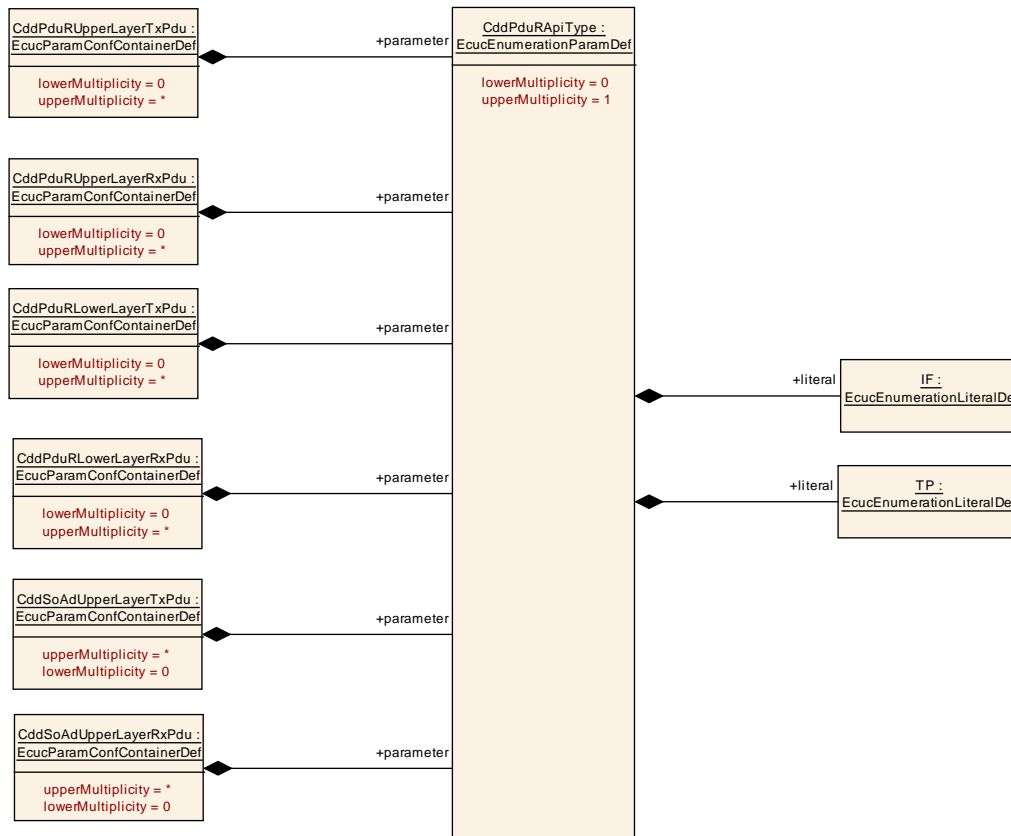 CddPduRUpperLayerTxPdu :
EcucParamConfContainerDef
lowerMultiplicity = 0
upperMultiplicity = *
+parameter
CddPduRApiType :
EcucEnumerationParamDef
lowerMultiplicity = 0
upperMultiplicity = 1
CddPduRUpperLayerRxPdu :
EcucParamConfContainerDef
lowerMultiplicity = 0
upperMultiplicity = *
+parameter
CddPduRLowerLayerTxPdu :
EcucParamConfContainerDef
lowerMultiplicity = 0
upperMultiplicity = *
+parameter
+literal
IF :
EcucEnumerationLiteralDe
CddPduRLowerLayerRxPdu :
EcucParamConfContainerDef
lowerMultiplicity = 0
upperMultiplicity = *
+parameter
+literal
TP :
EcucEnumerationLiteralDe
CddSoAdUpperLayerTxPdu :
EcucParamConfContainerDef
upperMultiplicity = *
lowerMultiplicity = 0
+parameter
CddSoAdUpperLayerRxPdu :
EcucParamConfContainerDef
upperMultiplicity = *
lowerMultiplicity = 0
+parameter